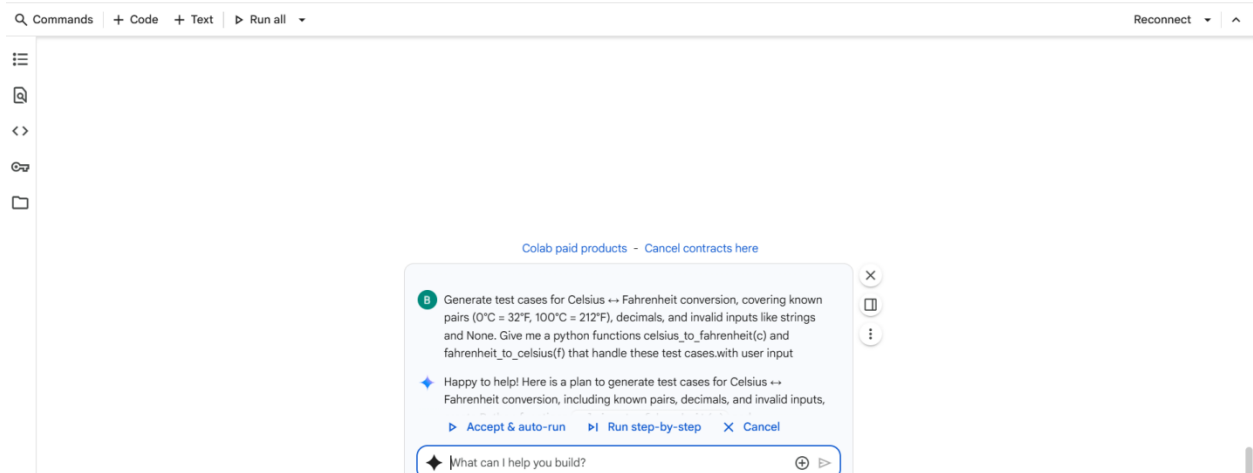 Commands + Code + Text Run all Reconnect
Colab paid products - Cancel contracts here
B Generate test cases for Celsius ↔ Fahrenheit conversion, covering known
pairs (0°C = 32°F, 100°C = 212°F), decimals, and invalid inputs like strings
and None. Give me a python functions celsius_to_fahrenheit(c) and
fahrenheit_to_celsius(f) that handle these test cases.with user input
Happy to help! Here is a plan to generate test cases for Celsius ↔
Fahrenheit conversion, including known pairs, decimals, and invalid inputs,
Accept & auto-run Run step-by-step Cancel
What can I help you build?